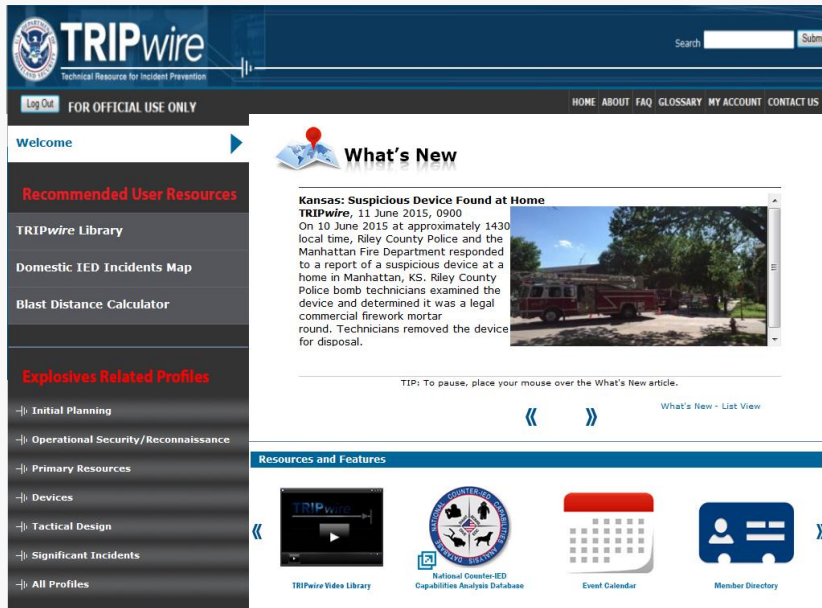 TRIPwire
Technical Resource for Incident Prevention
Search
Subm
Log Out
FOR OFFICIAL USE ONLY
HOME ABOUT FAQ GLOSSARY MY ACCOUNT CONTACT US
Welcome
Recommended User Resources
TRIPwire Library
Domestic IED Incidents Map
Blast Distance Calculator
Explosives Related Profiles
Initial Planning
Operational Security/Reconnaissance
Primary Resources
Devices
Tactical Design
Significant Incidents
All Profiles
What's New
Kansas: Suspicious Device Found at Home
TRIPwire, 11 June 2015, 0900
On 10 June 2015 at approximately 1430
local time, Riley County Police and the
Manhattan Fire Department responded
to a report of a suspicious device at a
home in Manhattan, KS. Riley County
Police bomb technicians examined the
device and determined it was a legal
commercial firework mortar
round. Technicians removed the device
for disposal.
TIP: To pause, place your mouse over the What's New article.
What's New - List View
Resources and Features
TRIPwire
TRIPwire Video Library
NATIONAL COUNTER-IED CAPABILITIES ANALYSIS DATABASE
National Counter-IED
Capabilities Analysis Database
Event Calendar
Member Directory